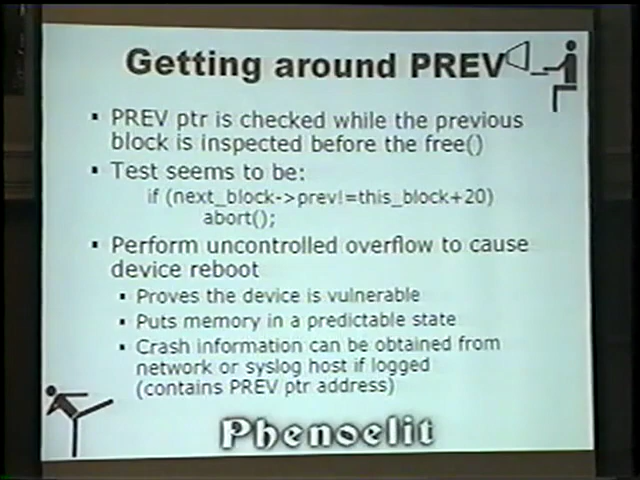 Getting around PREV
▪ PREV ptr is checked while the previous
block is inspected before the free()
▪ Test seems to be:
if (next_block->prev!=this_block+20)
abort();
▪ Perform uncontrolled overflow to cause
device reboot
▪ Proves the device is vulnerable
▪ Puts memory in a predictable state
▪ Crash information can be obtained from
network or syslog host if logged
(contains PREV ptr address)
Phenoelit